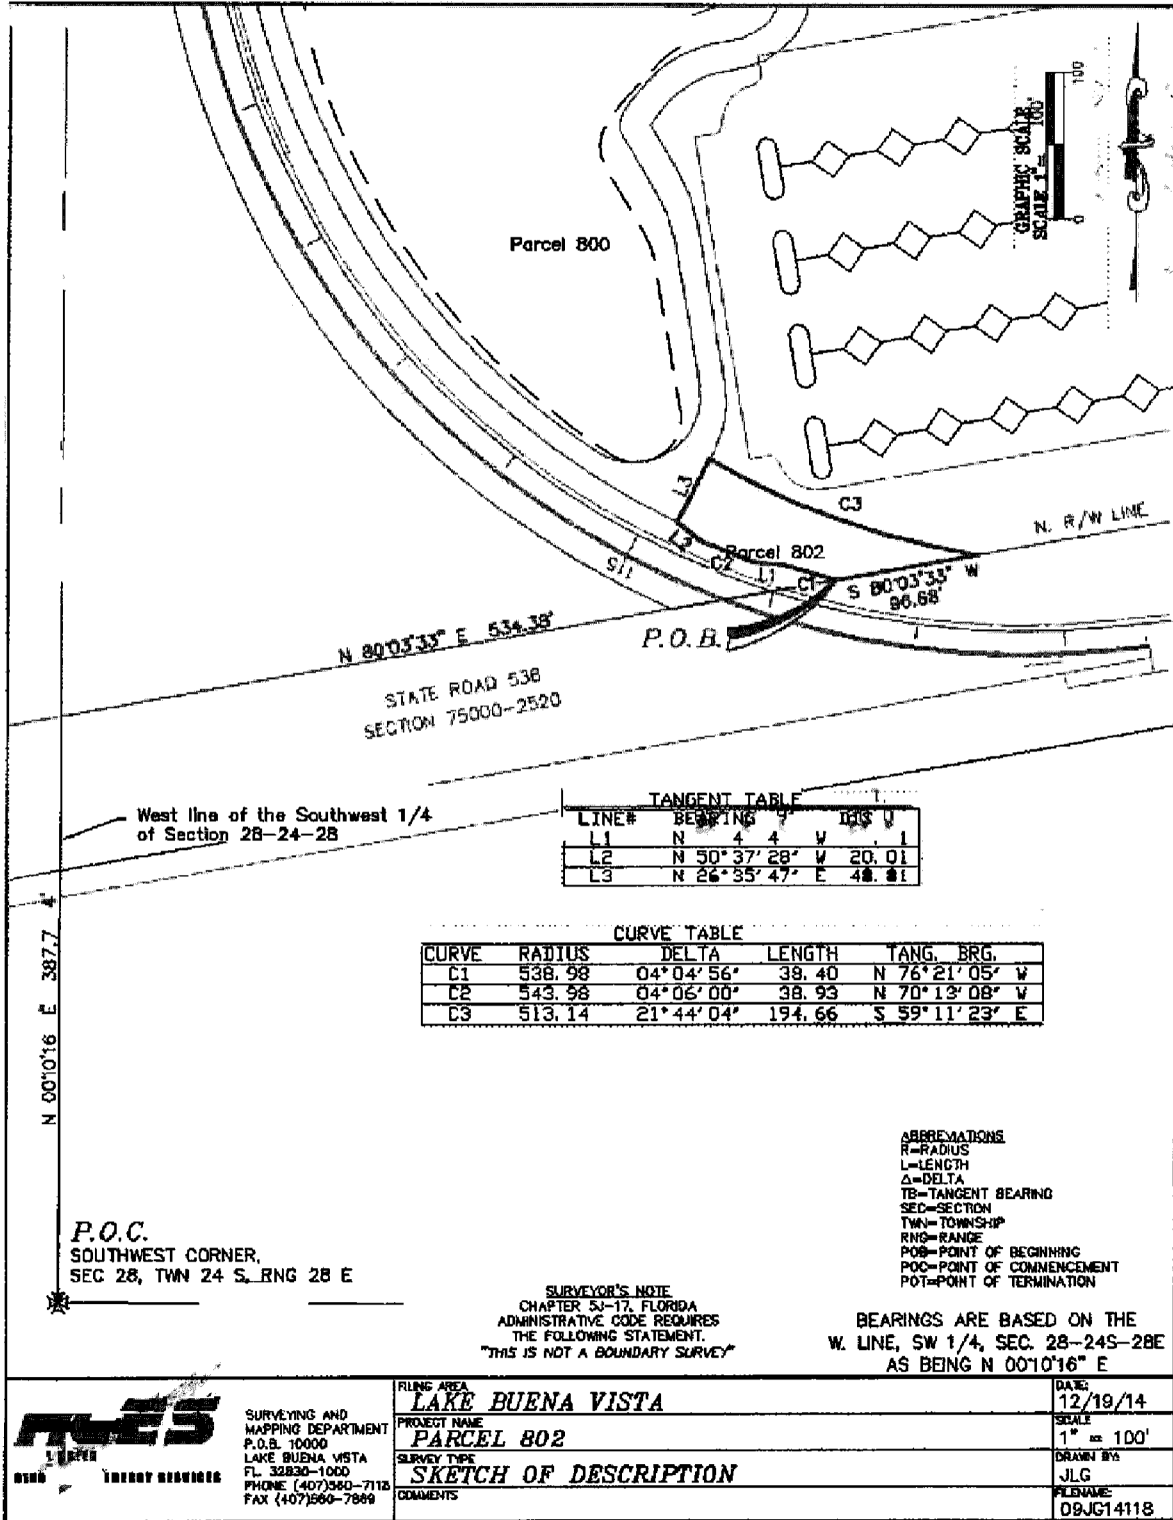 GRAPHIC SCALE
SCALE 1" = 100'
0
100
Parcel 800
L3
C3
N. R/W LINE
L2
Parcel 802
C2
L1
C1
S 80°03'33" W
96.68'
115
P.O.B.
N 80°03'33" E 534.38'
STATE ROAD 536
SECTION 75000-2520
West line of the Southwest 1/4
of Section 28-24-28
TANGENT TABLE
LINE# BEARING
L1 N W
L2 N 50°37'28" W 20.01
L3 N 26°35'47" E
CURVE TABLE
CURVE RADIUS DELTA LENGTH TANG. BRG.
C1 538.98 04°04'56" 38.40 N 76°21'05" W
C2 543.98 04°06'00" 38.93 N 70°13'08" W
C3 513.14 21°44'04" 194.66 S 59°11'23" E
N 00°10'16 E
P.O.C.
SOUTHWEST CORNER,
SEC 28, TWN 24 S, RNG 28 E
ABBREVIATIONS
R=RADIUS
L=LENGTH
Δ=DELTA
TB=TANGENT BEARING
SEC=SECTION
TWN=TOWNSHIP
RNG=RANGE
POB=POINT OF BEGINNING
POC=POINT OF COMMENCEMENT
POT=POINT OF TERMINATION
SURVEYOR'S NOTE
CHAPTER 5J-17, FLORIDA
ADMINISTRATIVE CODE REQUIRES
THE FOLLOWING STATEMENT.
"THIS IS NOT A BOUNDARY SURVEY"
BEARINGS ARE BASED ON THE
W. LINE, SW 1/4, SEC. 28-24S-28E
AS BEING N 00°10'16" E
ENERGY SERVICES
SURVEYING AND
MAPPING DEPARTMENT
P.O.B. 10000
LAKE BUENA VISTA
FL. 32830-1000
PHONE (407)560-7112
FAX (407)560-7869
FILING AREA
LAKE BUENA VISTA
PROJECT NAME
PARCEL 802
SURVEY TYPE
SKETCH OF DESCRIPTION
COMMENTS
DATE:
12/19/14
SCALE
1" = 100'
DRAWN BY:
JLG
FILENAME:
09JG14118